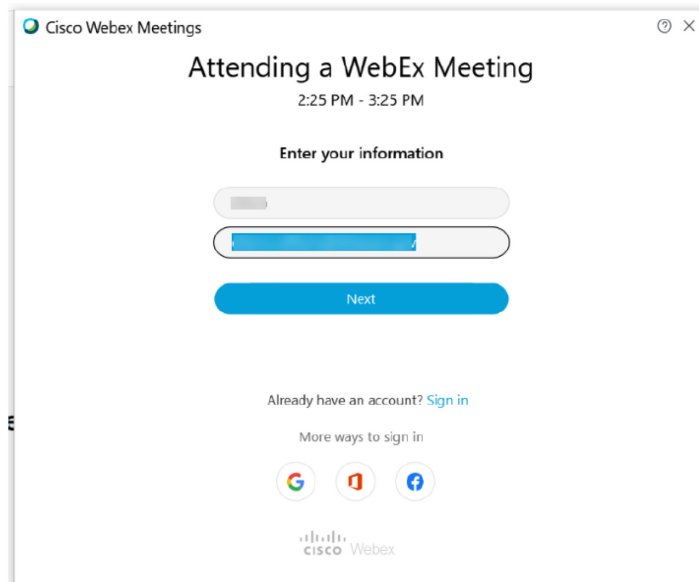 Cisco Webex Meetings
Attending a WebEx Meeting
2:25 PM - 3:25 PM
Enter your information
Next
Already have an account? Sign in
More ways to sign in
cisco Webex